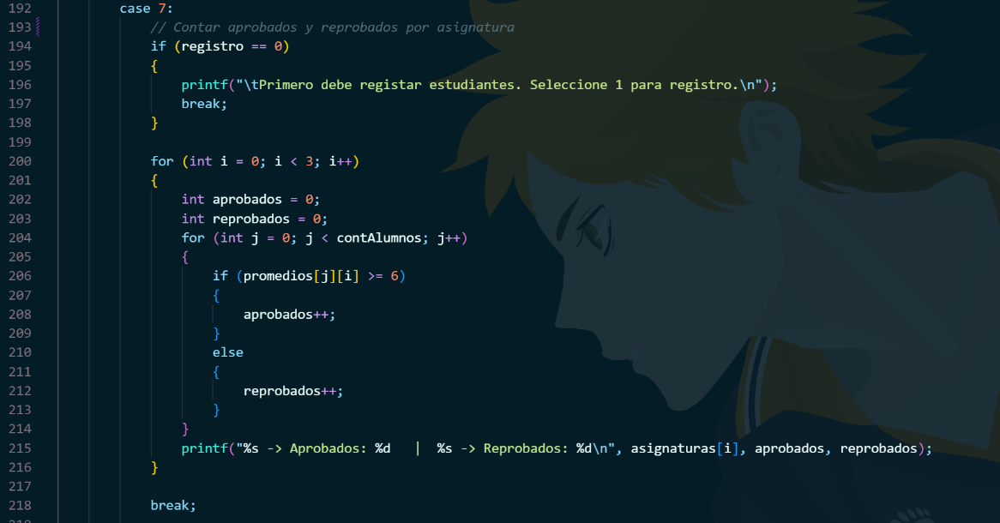 192 case 7:
193 // Contar aprobados y reprobados por asignatura
194 if (registro == 0)
195 {
196 printf("\tPrimero debe registar estudiantes. Seleccione 1 para registro.\n");
197 break;
198 }
199
200 for (int i = 0; i < 3; i++)
201 {
202 int aprobados = 0;
203 int reprobados = 0;
204 for (int j = 0; j < contAlumnos; j++)
205 {
206 if (promedios[j][i] >= 6)
207 {
208 aprobados++;
209 }
210 else
211 {
212 reprobados++;
213 }
214 }
215 printf("%s -> Aprobados: %d   |  %s -> Reprobados: %d\n", asignaturas[i], aprobados, reprobados);
216 }
217
218 break;